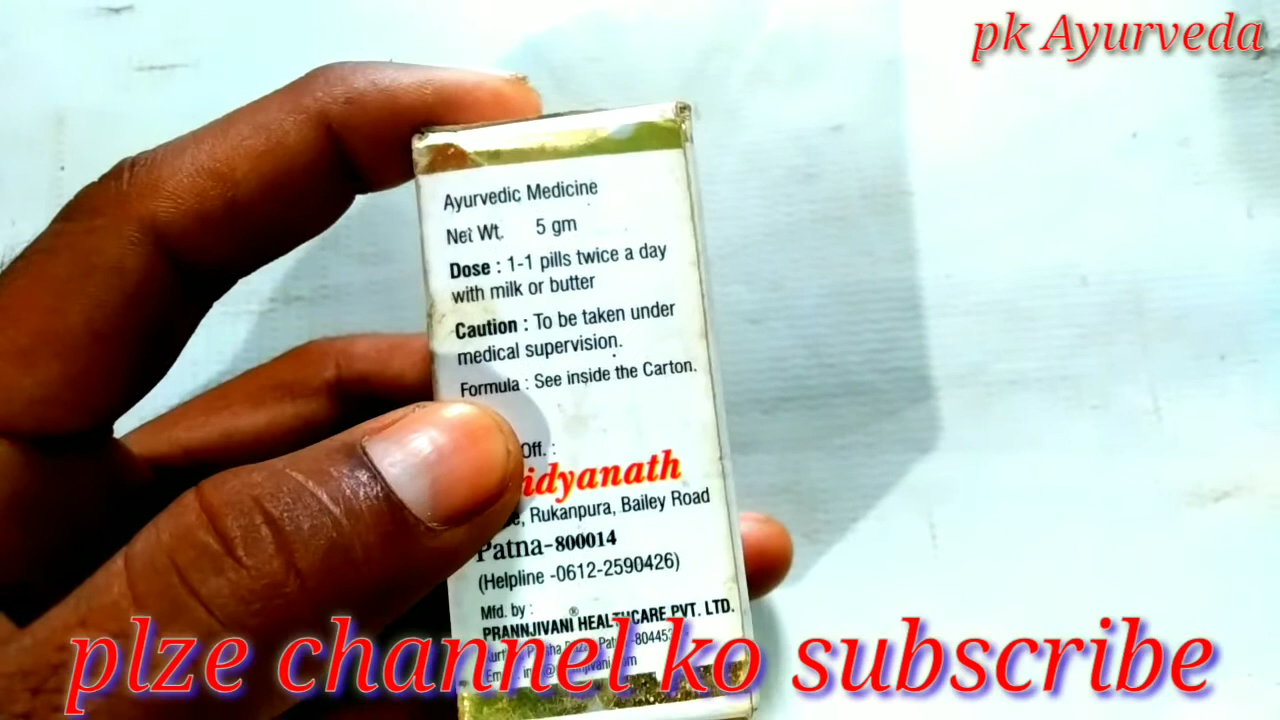 pk Ayurveda
Ayurvedic Medicine
Net Wt. 5 gm
Dose : 1-1 pills twice a day
with milk or butter
Caution : To be taken under
medical supervision.
Formula : See inside the Carton.
Off. :
idyanath
Rukanpura, Bailey Road
Patna-800014
(Helpline -0612-2590426)
Mfd. by :
PRANNJIVANI® HEALTHCARE PVT. LTD.
plze channel ko subscribe